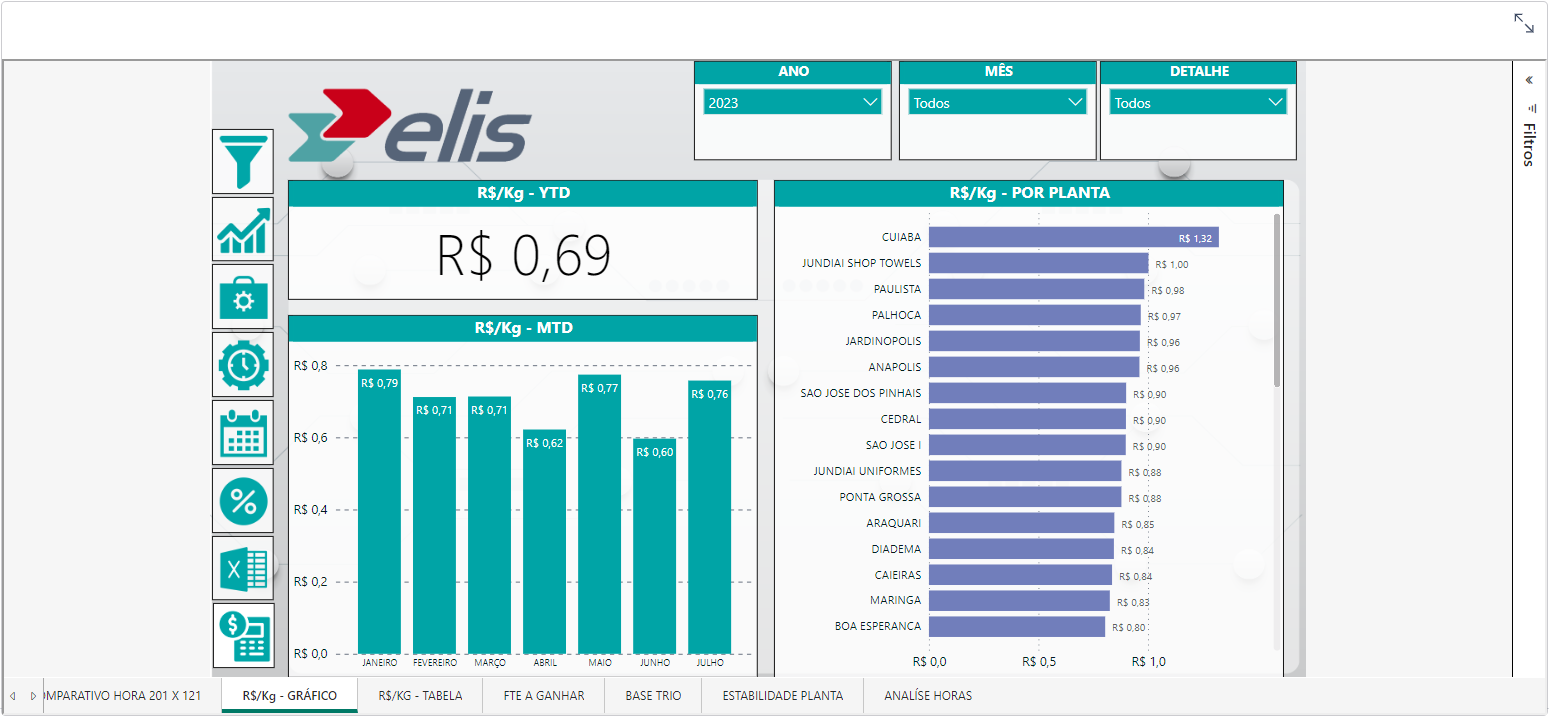 ANO
2023
MÊS
Todos
DETALHE
Todos
elis
« Filtros
R$/Kg - YTD
R$ 0,69
R$/Kg - MTD
R$ 0,8
R$ 0,6
R$ 0,4
R$ 0,2
R$ 0,0
R$ 0,79
R$ 0,71
R$ 0,71
R$ 0,62
R$ 0,77
R$ 0,60
R$ 0,76
JANEIRO FEVEREIRO MARÇO ABRIL MAIO JUNHO JULHO
R$/Kg - POR PLANTA
CUIABA R$ 1,32
JUNDIAI SHOP TOWELS R$ 1,00
PAULISTA R$ 0,98
PALHOCA R$ 0,97
JARDINOPOLIS R$ 0,96
ANAPOLIS R$ 0,96
SAO JOSE DOS PINHAIS R$ 0,90
CEDRAL R$ 0,90
SAO JOSE I R$ 0,90
JUNDIAI UNIFORMES R$ 0,88
PONTA GROSSA R$ 0,88
ARAQUARI R$ 0,85
DIADEMA R$ 0,84
CAIEIRAS R$ 0,84
MARINGA R$ 0,83
BOA ESPERANCA R$ 0,80
R$ 0,0 R$ 0,5 R$ 1,0
%
X
$
OMPARATIVO HORA 201 X 121
R$/Kg - GRÁFICO
R$/KG - TABELA
FTE A GANHAR
BASE TRIO
ESTABILIDADE PLANTA
ANALÍSE HORAS